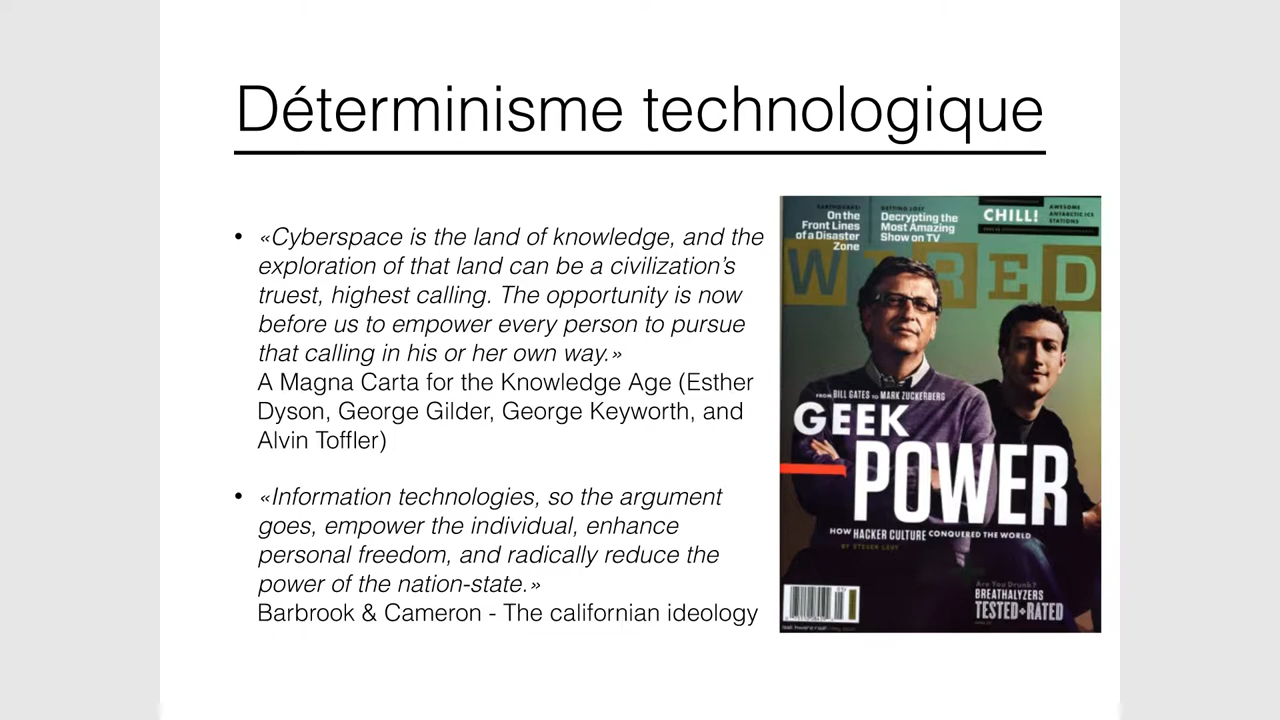 Déterminisme technologique
• «Cyberspace is the land of knowledge, and the
exploration of that land can be a civilization's
truest, highest calling. The opportunity is now
before us to empower every person to pursue
that calling in his or her own way.»
A Magna Carta for the Knowledge Age (Esther
Dyson, George Gilder, George Keyworth, and
Alvin Toffler)
• «Information technologies, so the argument
goes, empower the individual, enhance
personal freedom, and radically reduce the
power of the nation-state.»
Barbrook & Cameron - The californian ideology
EARTHQUAKE!
On the
Front Lines
of a Disaster
Zone
GETTING LOST
Decrypting the
Most Amazing
Show on TV
CHILL!
AWESOME
ANTARCTIC ICE
STATIONS
WIRED
FROM BILL GATES TO MARK ZUCKERBERG
GEEK
POWER
HOW HACKER CULTURE CONQUERED THE WORLD
BY STEVEN LEVY
Are You Drunk?
BREATHALYZERS
TESTED+RATED